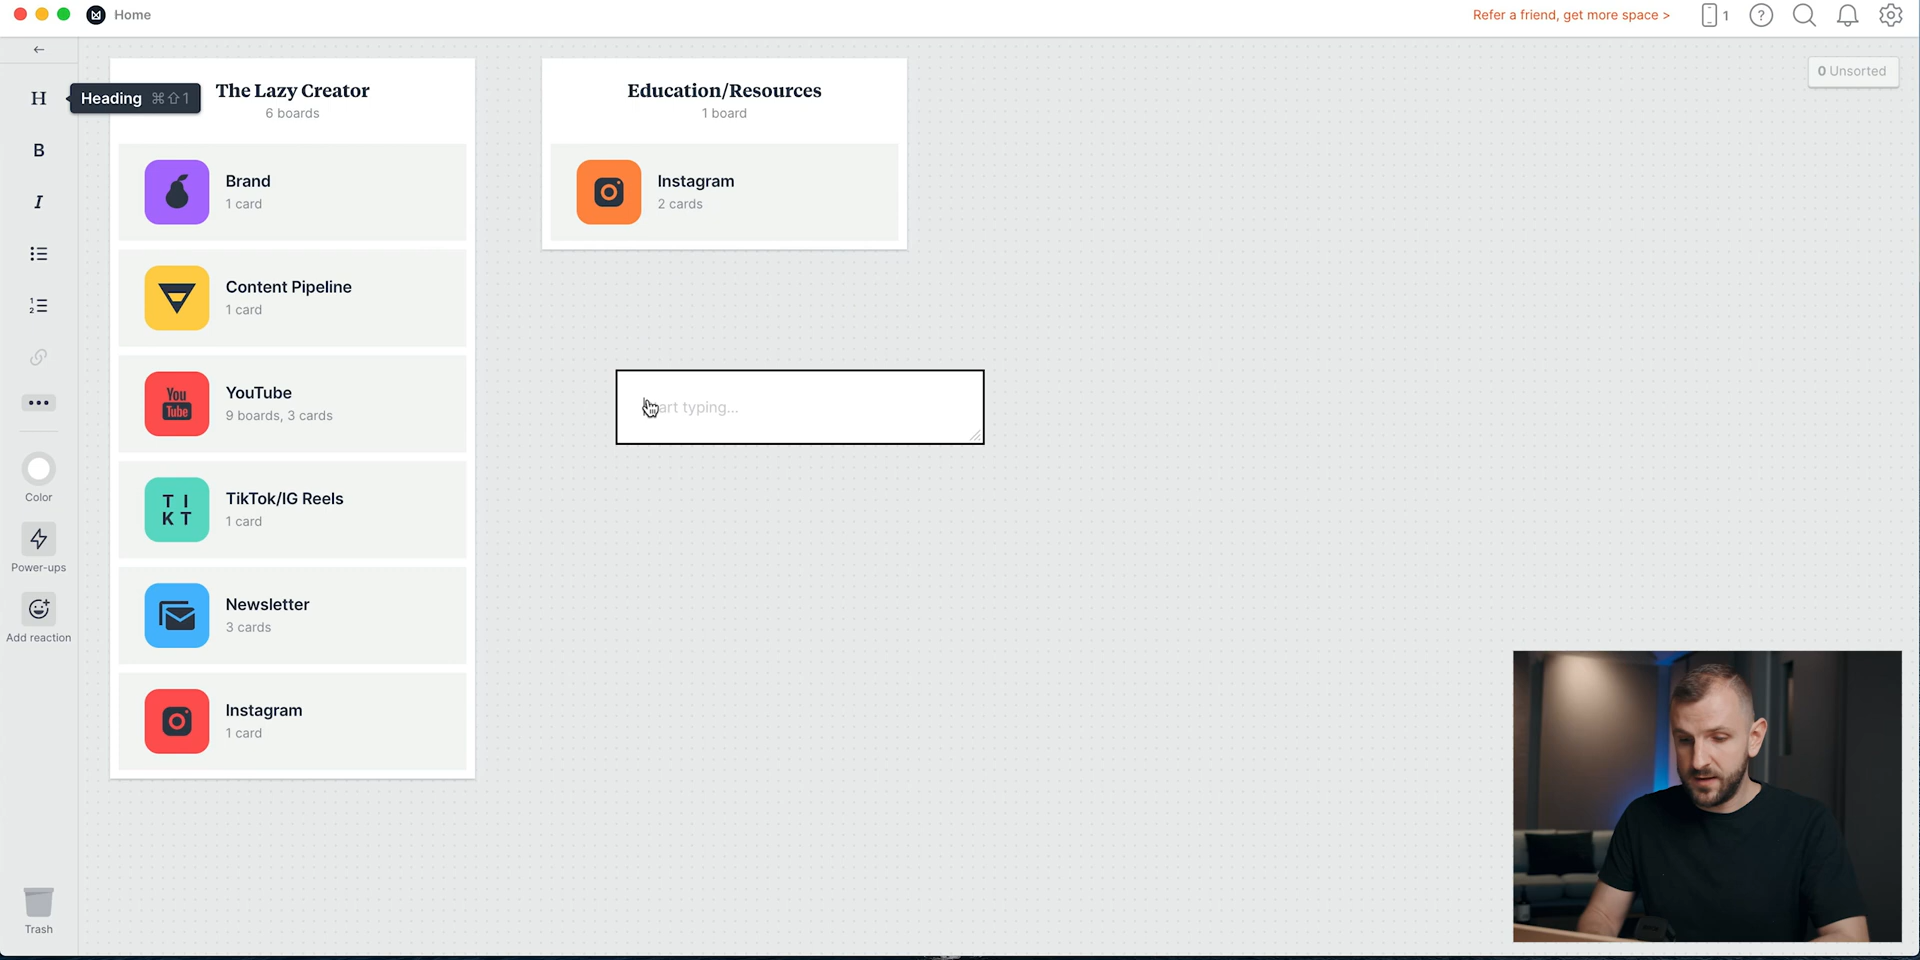 Home
Refer a friend, get more space >
1
?
0 Unsorted
H
Heading ⌘⇧1
B
I
1
2
Color
Power-ups
Add reaction
Trash
The Lazy Creator
6 boards
Brand
1 card
Content Pipeline
1 card
You
Tube
YouTube
9 boards, 3 cards
T I
K T
TikTok/IG Reels
1 card
Newsletter
3 cards
Instagram
1 card
Education/Resources
1 board
Instagram
2 cards
art typing...